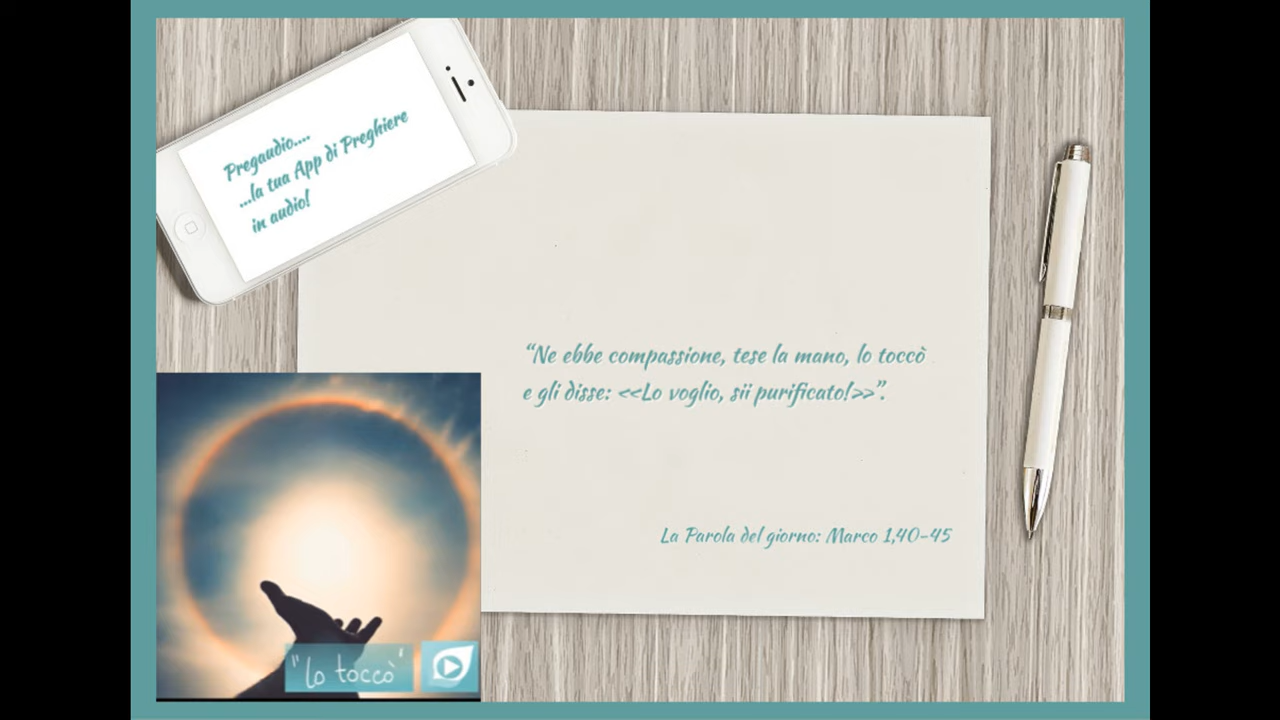 Pregaudio....
...la tua App di Preghiere
in audio!
“Ne ebbe compassione, tese la mano, lo toccò
e gli disse: <<Lo voglio, sii purificato!>>”.
La Parola del giorno: Marco 1,40-45
"lo toccò"